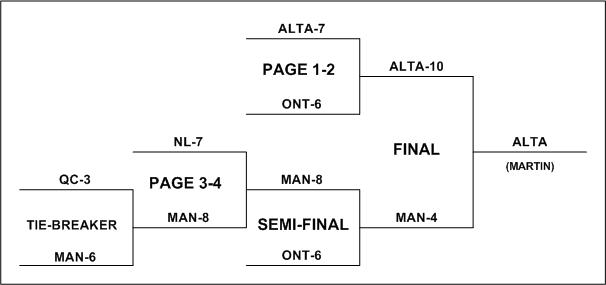 ALTA-7
PAGE 1-2
ALTA-10
ONT-6
NL-7
FINAL
ALTA
(MARTIN)
QC-3
PAGE 3-4
MAN-8
TIE-BREAKER
MAN-8
SEMI-FINAL
MAN-4
MAN-6
ONT-6